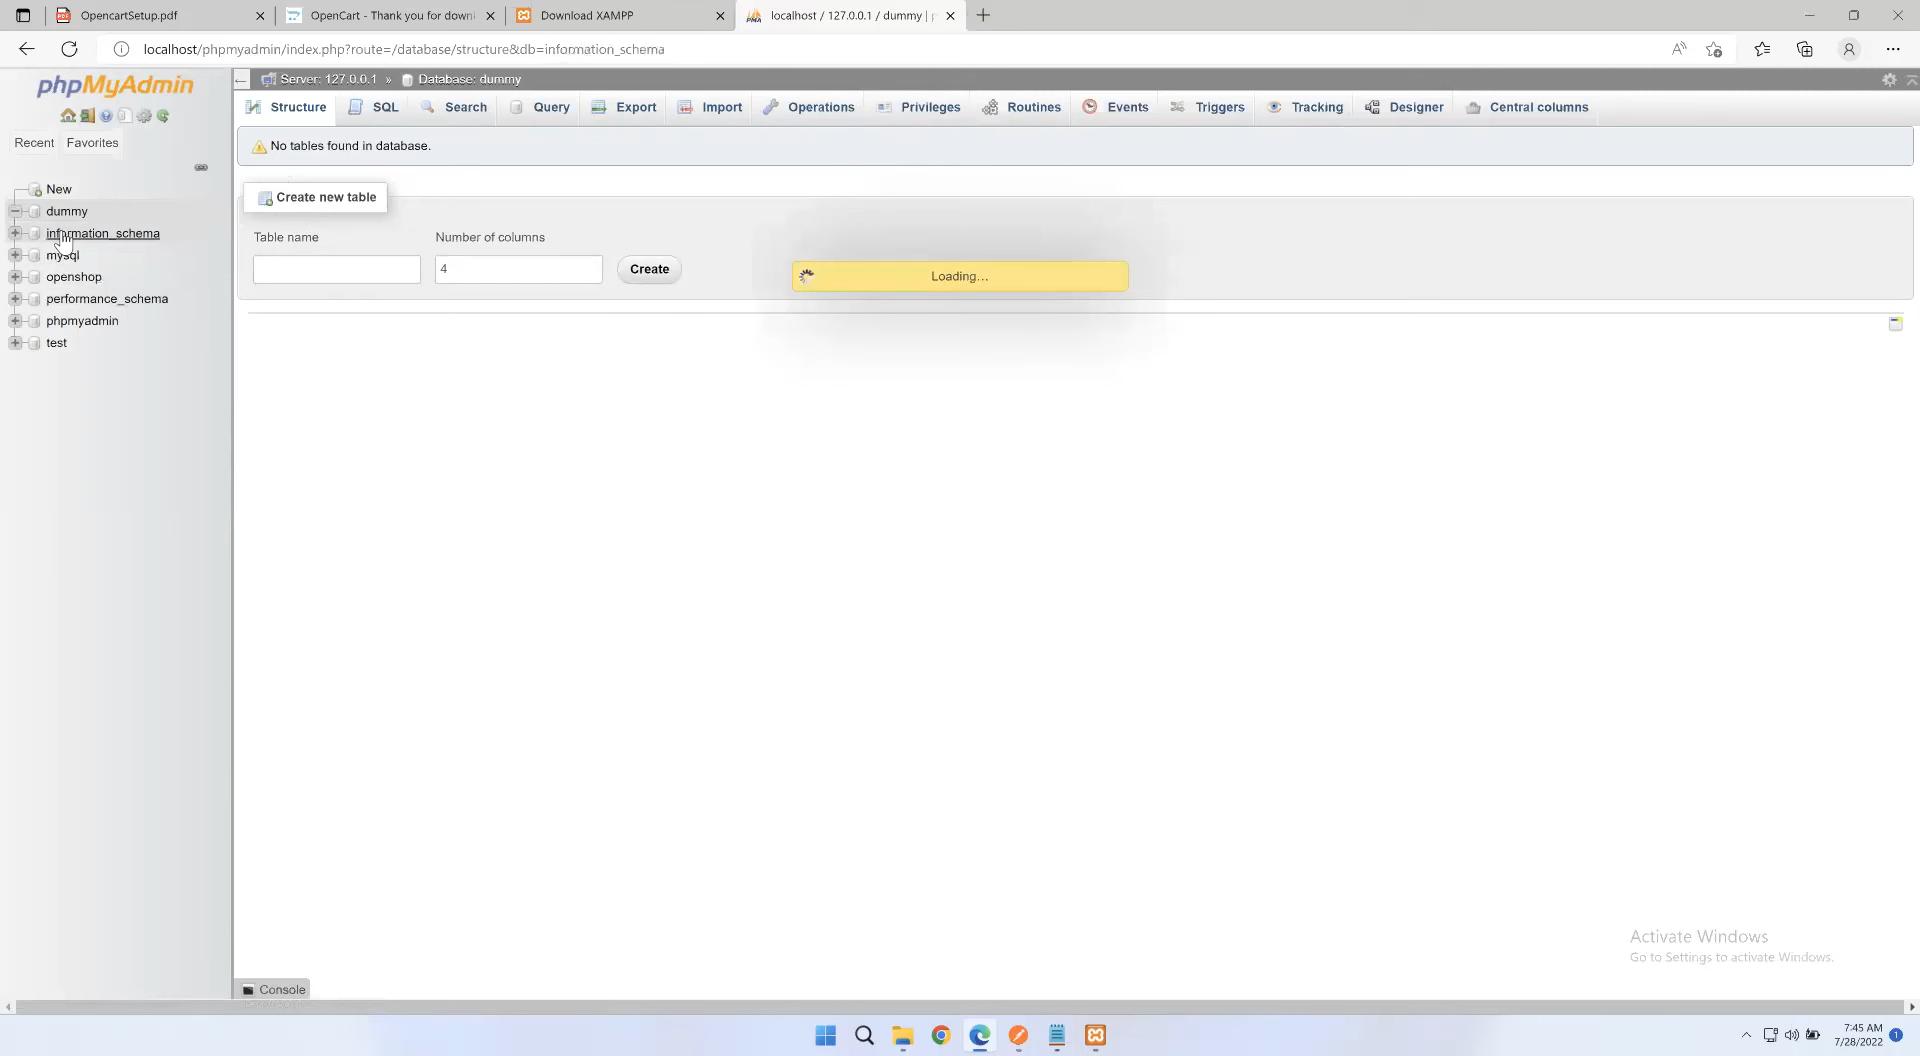 OpencartSetup.pdf
OpenCart - Thank you for down
Download XAMPP
localhost / 127.0.0.1 / dummy |
localhost/phpmyadmin/index.php?route=/database/structure&db=information_schema
phpMyAdmin
Server: 127.0.0.1 » Database: dummy
Structure SQL Search Query Export Import Operations Privileges Routines Events Triggers Tracking Designer Central columns
Recent Favorites
No tables found in database.
New
dummy
information_schema
mysql
openshop
performance_schema
phpmyadmin
test
Create new table
Table name
Number of columns
4
Create
Loading…
Activate Windows
Go to Settings to activate Windows.
Console
7:45 AM
7/28/2022
1